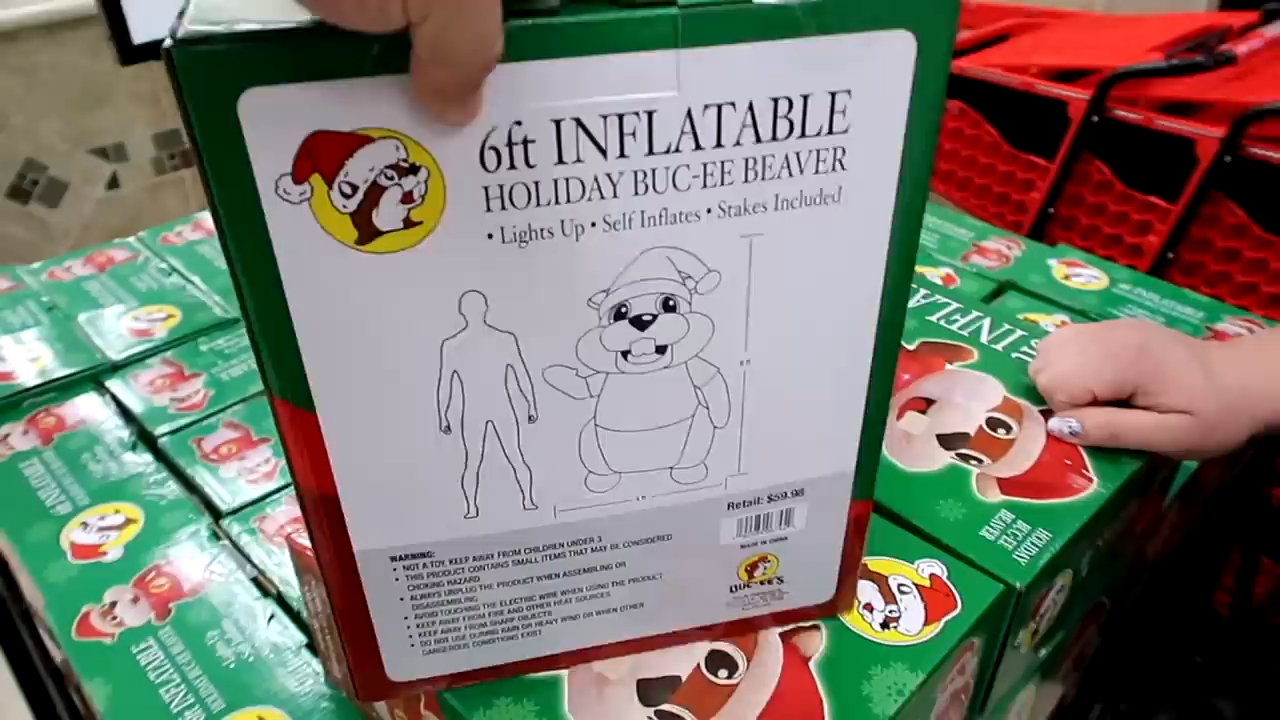 6ft INFLATABLE
HOLIDAY BUC-EE BEAVER
• Lights Up • Self Inflates • Stakes Included
Retail: $59.98
MADE IN CHINA
BUC-EE'S
WARNING:
• NOT A TOY, KEEP AWAY FROM CHILDREN UNDER 3
• THIS PRODUCT CONTAINS SMALL ITEMS THAT MAY BE CONSIDERED
CHOKING HAZARD
• ALWAYS UNPLUG THE PRODUCT WHEN ASSEMBLING OR
DISASSEMBLING
• AVOID TOUCHING THE ELECTRIC WIRE WHEN USING THE PRODUCT
• KEEP AWAY FROM FIRE AND OTHER HEAT SOURCES
• KEEP AWAY FROM SHARP OBJECTS
• DO NOT USE DURING RAIN OR HEAVY WIND OR WHEN OTHER
DANGEROUS CONDITIONS EXIST
HOLIDAY
BUC-EE
BEAVER
6ft INFLATABLE
INFLATABLE